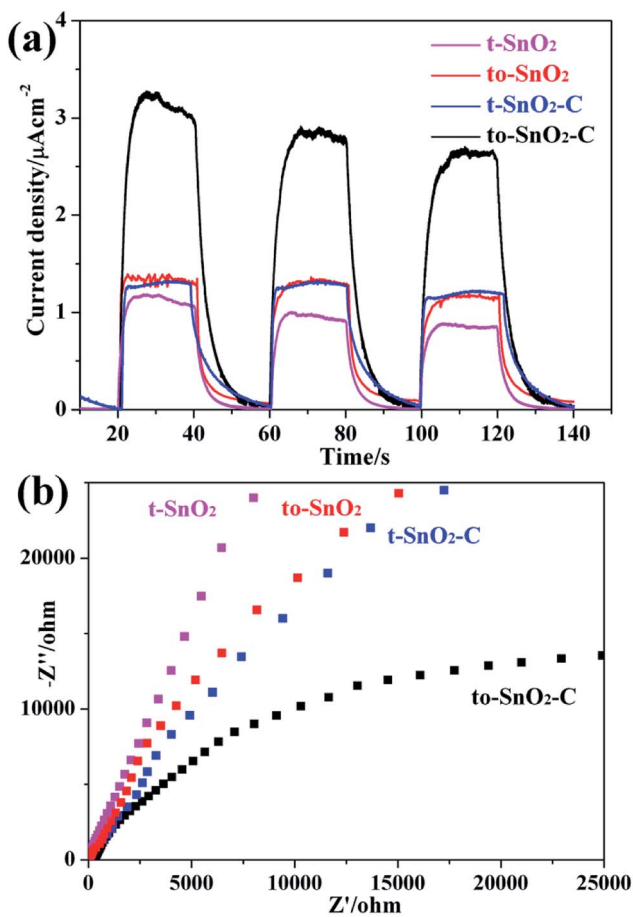 (a)
t-SnO₂
to-SnO₂
t-SnO₂-C
to-SnO₂-C
Current density/μAcm⁻²
4
3
2
1
0
20 40 60 80 100 120 140
Time/s
(b)
t-SnO₂
to-SnO₂
t-SnO₂-C
to-SnO₂-C
-Z''/ohm
20000
10000
0
0 5000 10000 15000 20000 25000
Z'/ohm